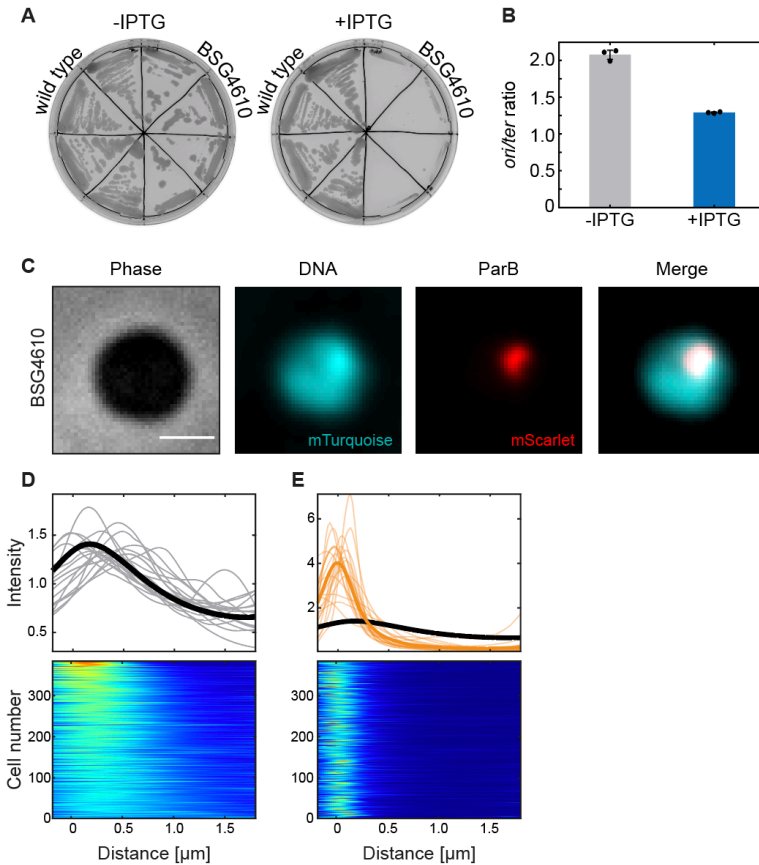 A
-IPTG
+IPTG
wild type
BSG4610
wild type
BSG4610
B
ori/ter ratio
2.0
1.5
1.0
0.5
0
-IPTG
+IPTG
C
Phase
DNA
ParB
Merge
BSG4610
mTurquoise
mScarlet
D
Intensity
1.5
1.0
0.5
E
6
4
2
Cell number
300
200
100
0
300
200
100
0
0
0.5
1.0
1.5
0
0.5
1.0
1.5
Distance [µm]
Distance [µm]